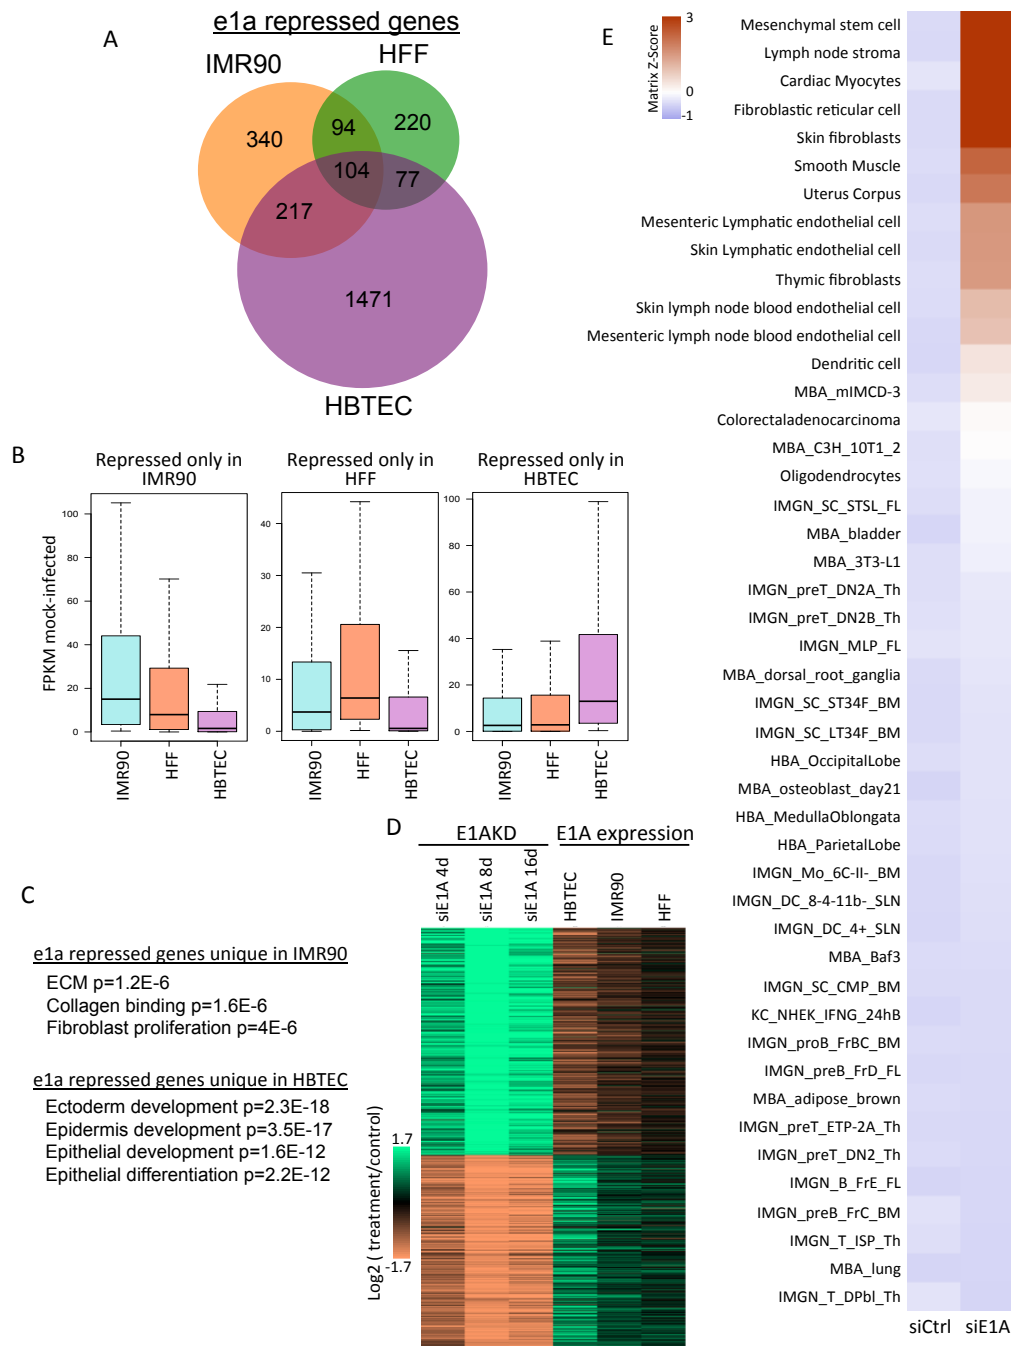 A
e1a repressed genes
IMR90
HFF
340
94
220
104
77
217
1471
HBTEC
B
Repressed only in
IMR90
Repressed only in
HFF
Repressed only in
HBTEC
FPKM mock-infected
100
80
60
40
20
0
IMR90
HFF
HBTEC
40
30
20
10
0
IMR90
HFF
HBTEC
100
80
60
40
20
0
IMR90
HFF
HBTEC
C
e1a repressed genes unique in IMR90
ECM p=1.2E-6
Collagen binding p=1.6E-6
Fibroblast proliferation p=4E-6
e1a repressed genes unique in HBTEC
Ectoderm development p=2.3E-18
Epidermis development p=3.5E-17
Epithelial development p=1.6E-12
Epithelial differentiation p=2.2E-12
D
E1AKD
E1A expression
siE1A 4d
siE1A 8d
siE1A 16d
HBTEC
IMR90
HFF
Log2 ( treatment/control)
1.7
-1.7
E
Matrix Z-Score
3
0
-1
Mesenchymal stem cell
Lymph node stroma
Cardiac Myocytes
Fibroblastic reticular cell
Skin fibroblasts
Smooth Muscle
Uterus Corpus
Mesenteric Lymphatic endothelial cell
Skin Lymphatic endothelial cell
Thymic fibroblasts
Skin lymph node blood endothelial cell
Mesenteric lymph node blood endothelial cell
Dendritic cell
MBA_mIMCD-3
Colorectaladenocarcinoma
MBA_C3H_10T1_2
Oligodendrocytes
IMGN_SC_STSL_FL
MBA_bladder
MBA_3T3-L1
IMGN_preT_DN2A_Th
IMGN_preT_DN2B_Th
IMGN_MLP_FL
MBA_dorsal_root_ganglia
IMGN_SC_ST34F_BM
IMGN_SC_LT34F_BM
HBA_OccipitalLobe
MBA_osteoblast_day21
HBA_MedullaOblongata
HBA_ParietalLobe
IMGN_Mo_6C-II-_BM
IMGN_DC_8-4-11b-_SLN
IMGN_DC_4+_SLN
MBA_Baf3
IMGN_SC_CMP_BM
KC_NHEK_IFNG_24hB
IMGN_proB_FrBC_BM
IMGN_preB_FrD_FL
MBA_adipose_brown
IMGN_preT_ETP-2A_Th
IMGN_preT_DN2_Th
IMGN_B_FrE_FL
IMGN_preB_FrC_BM
IMGN_T_ISP_Th
MBA_lung
IMGN_T_DPbl_Th
siCtrl siE1A